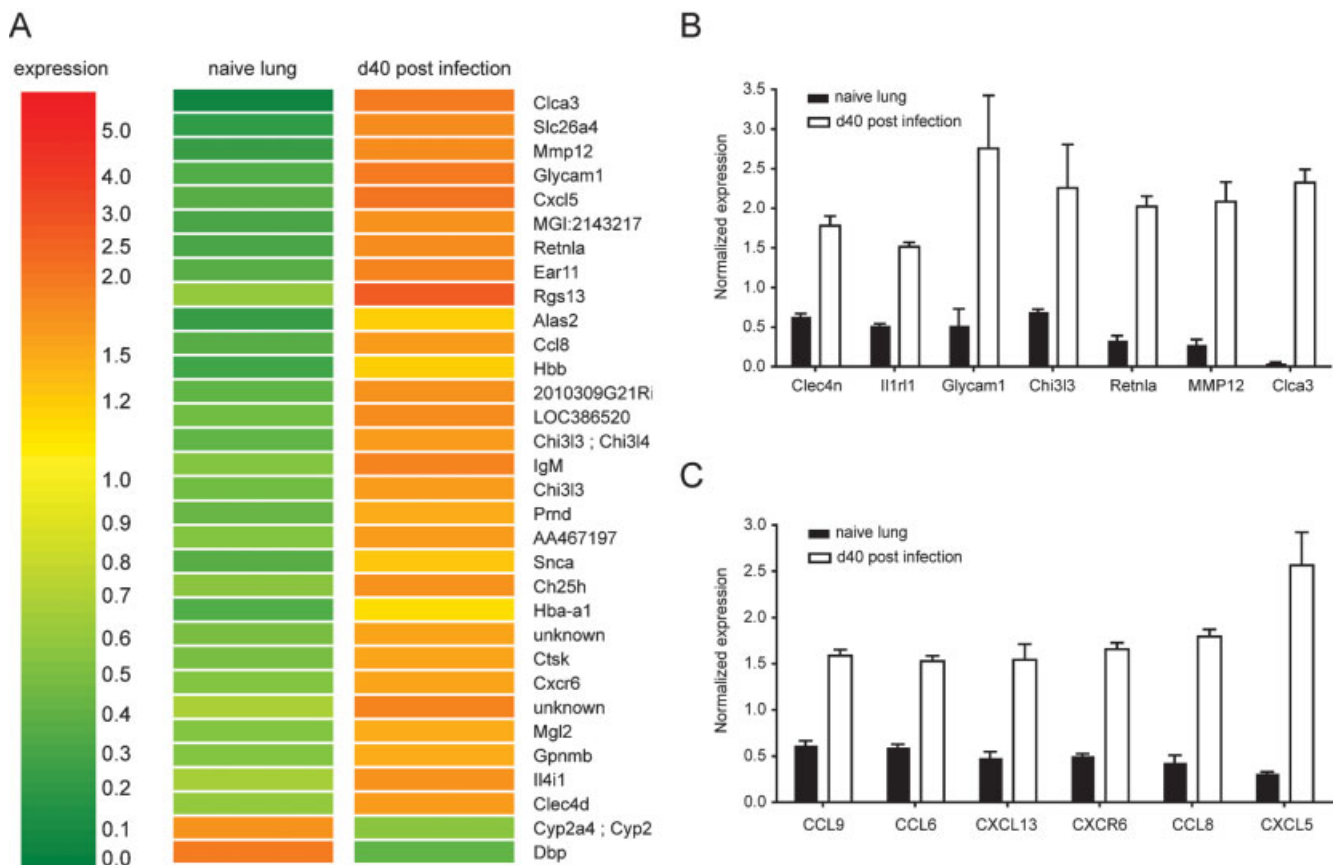 A
expression
naive lung
d40 post infection
5.0
4.0
3.0
2.5
2.0
1.5
1.2
1.0
0.9
0.8
0.7
0.6
0.5
0.4
0.3
0.2
0.1
0.0
Clca3
Slc26a4
Mmp12
Glycam1
Cxcl5
MGI:2143217
Retnla
Ear11
Rgs13
Alas2
Ccl8
Hbb
2010309G21Ri
LOC386520
Chi3l3 ; Chi3l4
IgM
Chi3l3
Prnd
AA467197
Snca
Ch25h
Hba-a1
unknown
Ctsk
Cxcr6
unknown
Mgl2
Gpnmb
Il4i1
Clec4d
Cyp2a4 ; Cyp2
Dbp
B
Normalized expression
3.5
3.0
2.5
2.0
1.5
1.0
0.5
0.0
naive lung
d40 post infection
Clec4n Il1rl1 Glycam1 Chi3l3 Retnla MMP12 Clca3
C
Normalized expression
3.0
2.5
2.0
1.5
1.0
0.5
0.0
naive lung
d40 post infection
CCL9 CCL6 CXCL13 CXCR6 CCL8 CXCL5